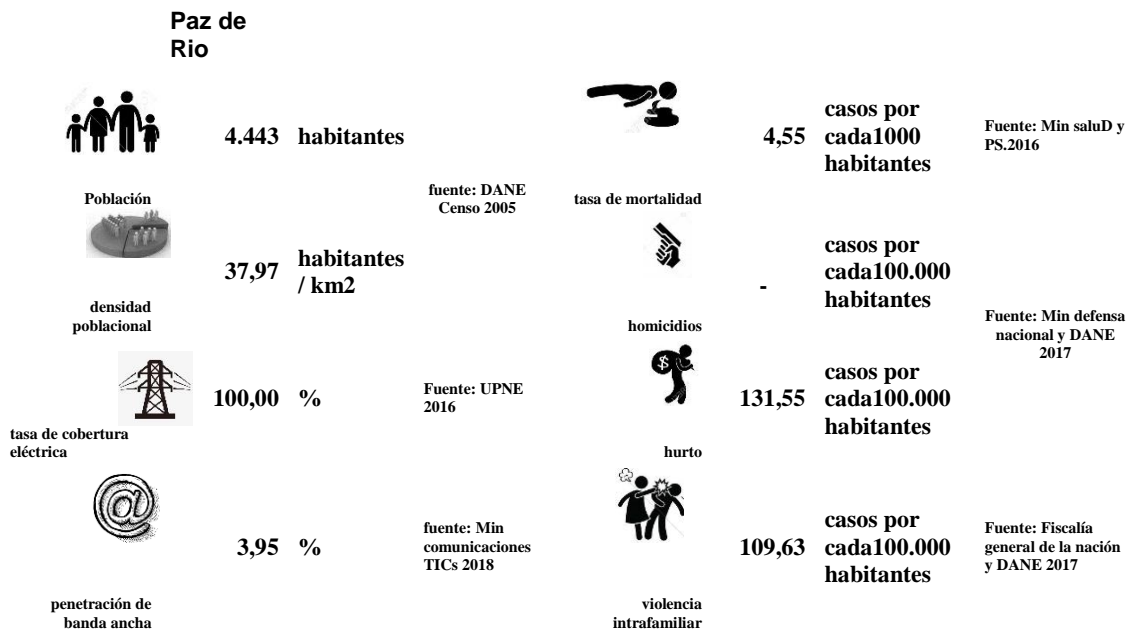 Paz de
Rio
4.443 habitantes
Población
fuente: DANE
Censo 2005
37,97 habitantes
/ km2
densidad
poblacional
100,00 %
Fuente: UPNE
2016
tasa de cobertura
eléctrica
3,95 %
fuente: Min
comunicaciones
TICs 2018
penetración de
banda ancha
4,55 casos por
cada1000
habitantes
Fuente: Min saluD y
PS.2016
tasa de mortalidad
- casos por
cada100.000
habitantes
homicidios
Fuente: Min defensa
nacional y DANE
2017
131,55 casos por
cada100.000
habitantes
hurto
109,63 casos por
cada100.000
habitantes
Fuente: Fiscalía
general de la nación
y DANE 2017
violencia
intrafamiliar